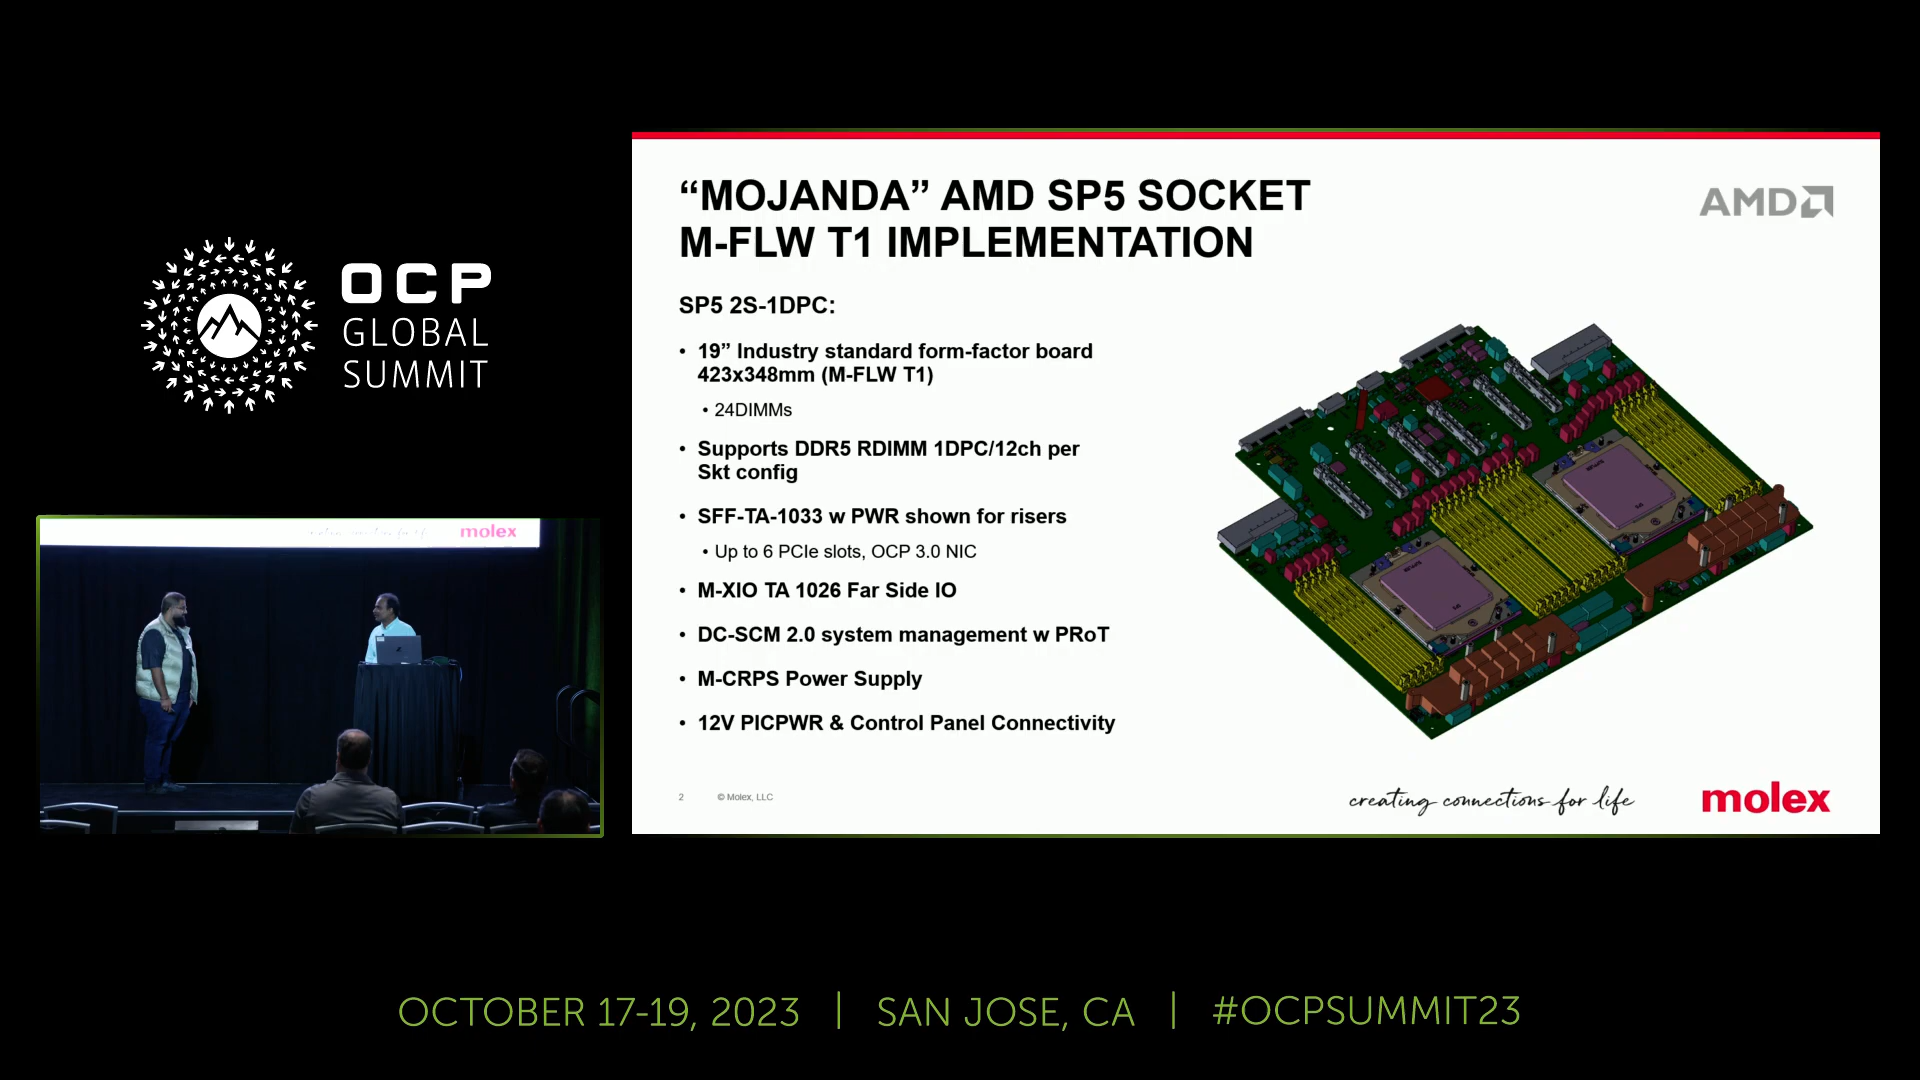 OCP
GLOBAL
SUMMIT
molex
“MOJANDA” AMD SP5 SOCKET
M-FLW T1 IMPLEMENTATION
AMD
SP5 2S-1DPC:
• 19” Industry standard form-factor board
423x348mm (M-FLW T1)
• 24DIMMs
• Supports DDR5 RDIMM 1DPC/12ch per
Skt config
• SFF-TA-1033 w PWR shown for risers
• Up to 6 PCIe slots, OCP 3.0 NIC
• M-XIO TA 1026 Far Side IO
• DC-SCM 2.0 system management w PRoT
• M-CRPS Power Supply
• 12V PICPWR & Control Panel Connectivity
2 © Molex, LLC
creating connections for life
molex
OCTOBER 17-19, 2023 | SAN JOSE, CA | #OCPSUMMIT23